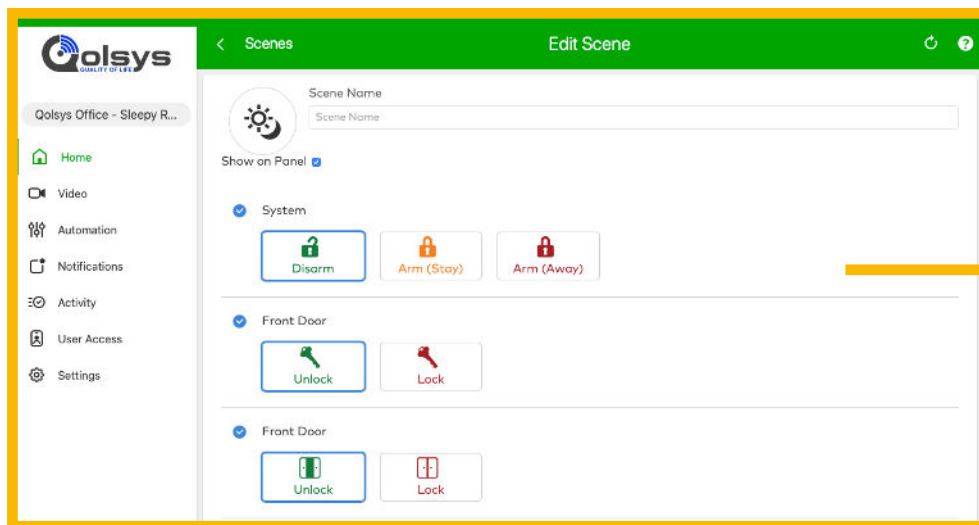 Qolsys
QUALITY OF LIFE
Qolsys Office - Sleepy R...
Home
Video
Automation
Notifications
Activity
User Access
Settings
Scenes
Edit Scene
?
Scene Name
Scene Name
Show on Panel
System
Disarm
Arm (Stay)
Arm (Away)
Front Door
Unlock
Lock
Front Door
Unlock
Lock